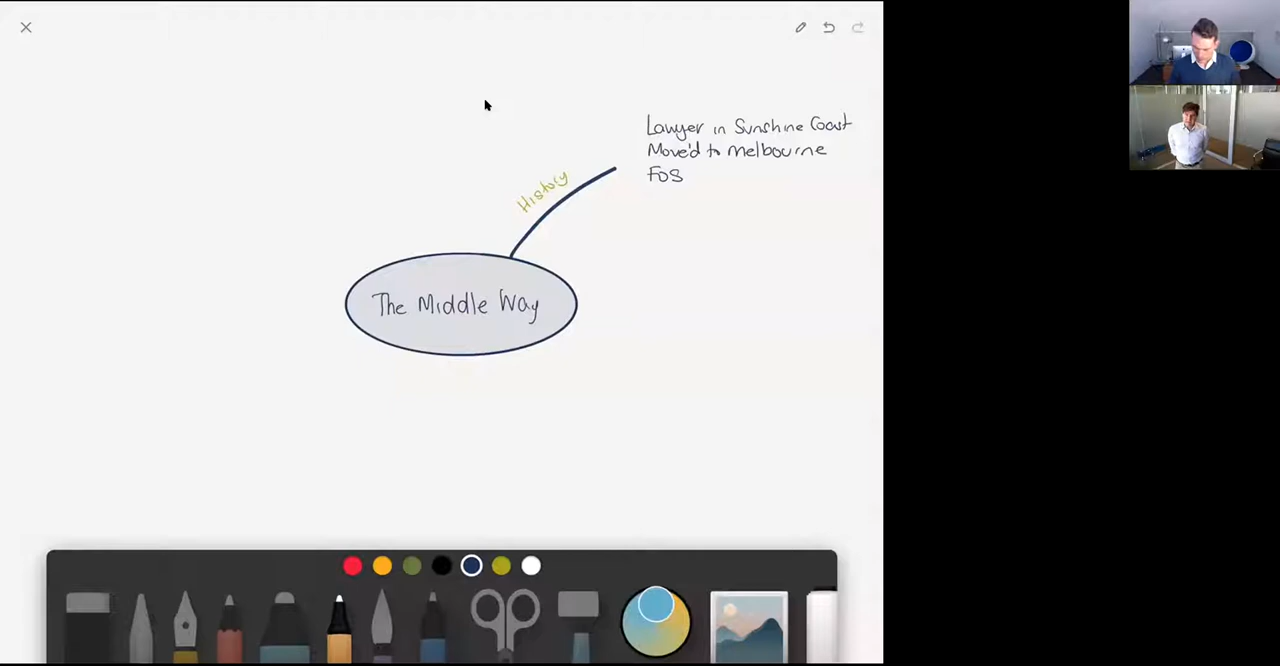 Lawyer in Sunshine Coast
Move'd to Melbourne
FOS
History
The Middle Way